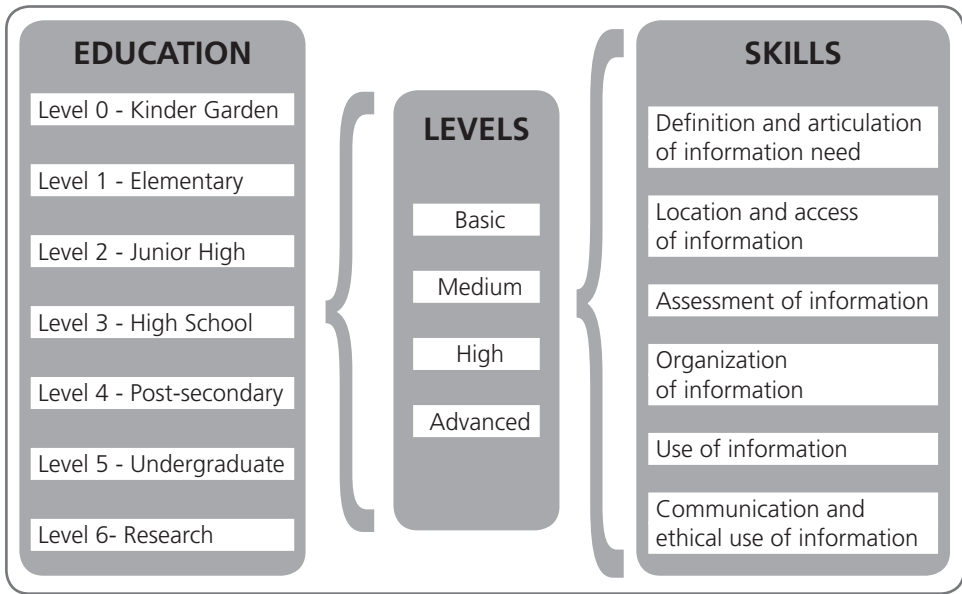 EDUCATION
Level 0 - Kinder Garden
Level 1 - Elementary
Level 2 - Junior High
Level 3 - High School
Level 4 - Post-secondary
Level 5 - Undergraduate
Level 6- Research
LEVELS
Basic
Medium
High
Advanced
SKILLS
Definition and articulation
of information need
Location and access
of information
Assessment of information
Organization
of information
Use of information
Communication and
ethical use of information